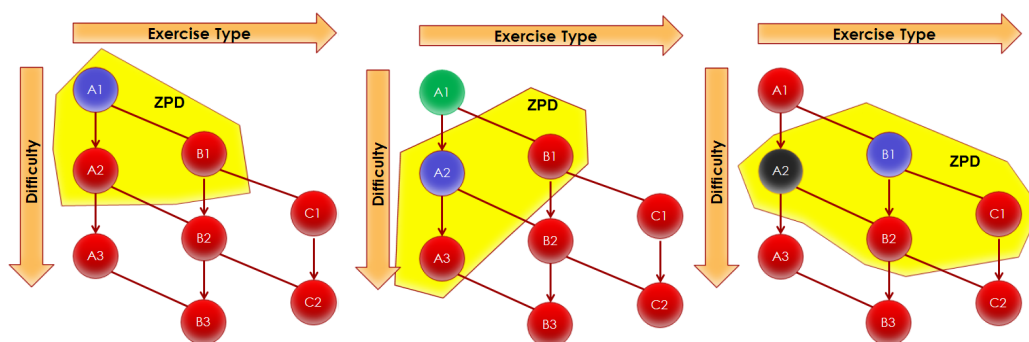 Exercise Type
Difficulty
ZPD
A1
A2
B1
A3
B2
C1
B3
C2
Exercise Type
Difficulty
ZPD
A1
A2
B1
A3
B2
C1
B3
C2
Exercise Type
Difficulty
ZPD
A1
A2
B1
A3
B2
C1
B3
C2